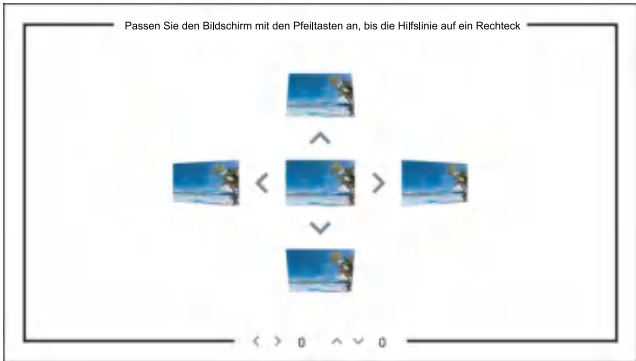 Passen Sie den Bildschirm mit den Pfeiltasten an, bis die Hilfslinie auf ein Rechteck
< > 0 ^ v 0